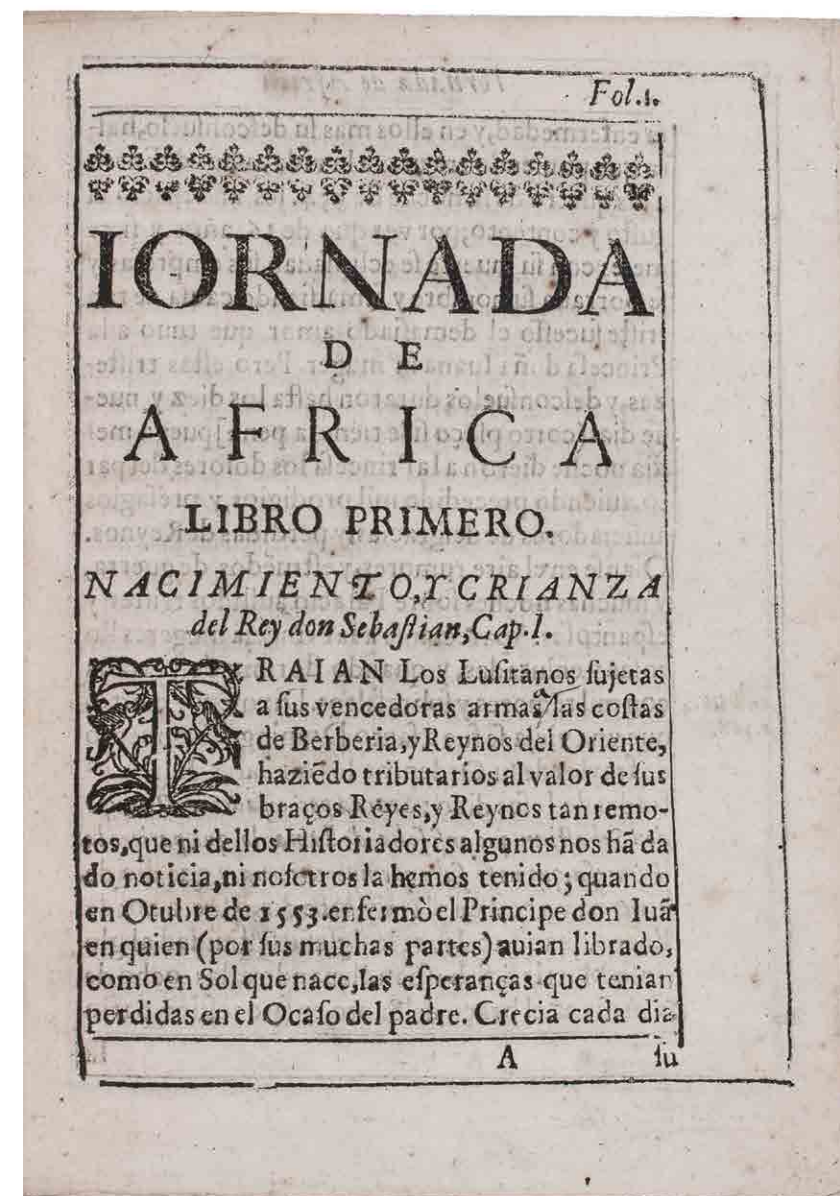 Fol.1.
IORNADA
DE
AFRICA
LIBRO PRIMERO.
NACIMIENTO, Y CRIANZA
del Rey don Sebaſtian, Cap. I.
TRAIAN Los Luſitanos ſujetas
a ſus vencedoras armas las coſtas
de Berberia, y Reynos del Oriente,
haziẽdo tributarios al valor de ſus
braços Reyes, y Reynos tan remo-
tos, que ni dellos Hiſtoriadores algunos nos hã da
do noticia, ni noſotros la hemos tenido; quando
en Otubre de 1553. enfermò el Principe don Iuã
en quien (por ſus muchas partes) auian librado,
como en Sol que nace, las eſperanças que tenian
perdidas en el Ocaſo del padre. Crecia cada dia
A ſu